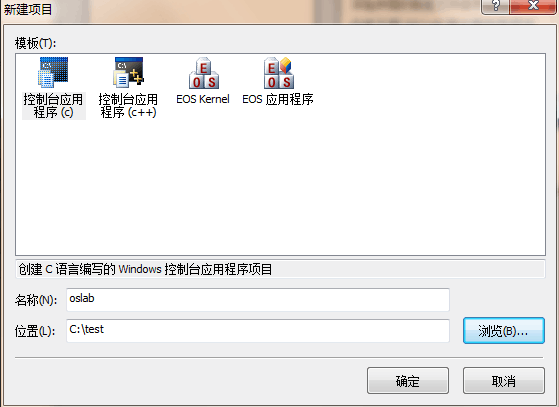 新建项目
模板(T):
控制台应用程序 (c)
控制台应用程序 (c++)
EOS Kernel
EOS 应用程序
创建 C 语言编写的 Windows 控制台应用程序项目
名称(N): oslab
位置(L): C:\test 浏览(B)...
确定 取消